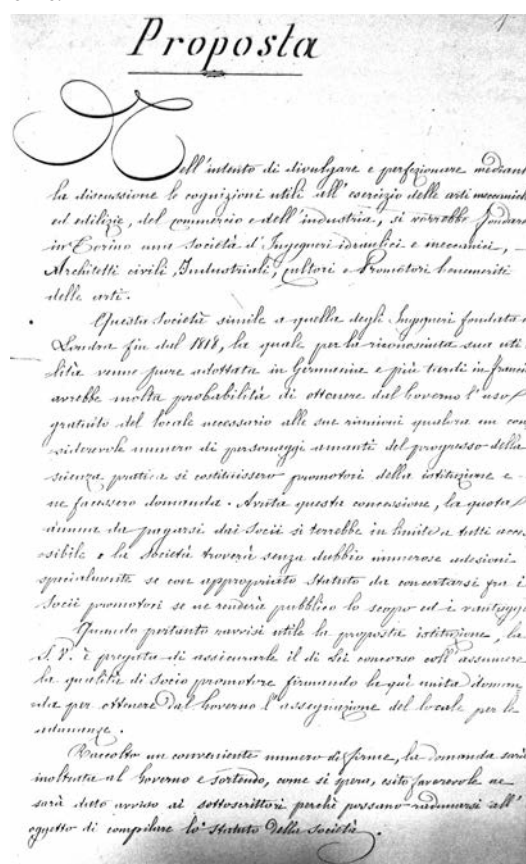 Proposta
Nell'intento di divulgare e perfezionare mediant
la discussione le cognizioni utili all'esercizio delle arti meccaniche
ed edilizie, del commercio e dell'industria, si vorrebbe fondare
in Torino una Società d'Ingegneri idraulici e meccanici, -
Architetti civili, Industriali, cultori e Promotori benemeriti
delle arti.
Questa Società simile a quella degli Ingegneri fondata a
Londra fin dal 1818, la quale per la riconosciuta sua uti
lità venne pure adottata in Germania e più tardi in Francia
avrebbe molta probabilità di ottenere dal Governo l'uso
gratuito del locale necessario alle sue riunioni qualora un con
siderevole numero di personaggi amanti del progresso della
scienza pratica si costituissero promotori della istituzione e -
ne facessero domanda. Avuta questa concessione, la quota
annua da pagarsi dai Socii si terrebbe in limite a tutti acces
sibile e la Società troverà senza dubbio numerose adesioni
specialmente se con appropriato Statuto da concertarsi fra i
Socii promotori se ne renderà pubblico lo scopo ed i vantaggi
Quando pertanto ravvisi utile la proposta istituzione, la
S. V. è pregata di assicurarle il di Lei concorso coll'assumere
la qualità di Socio promotore firmando la qui unita doman
da per ottenere dal Governo l'assegnazione del locale per le
adunanze.
Raccolto un conveniente numero di firme, la domanda sarà
inoltrata al Governo e sortendo, come si spera, esito favorevole ne
sarà dato avviso ai sottoscrittori perchè possano radunarsi all'
oggetto di compilare lo Statuto della Società.